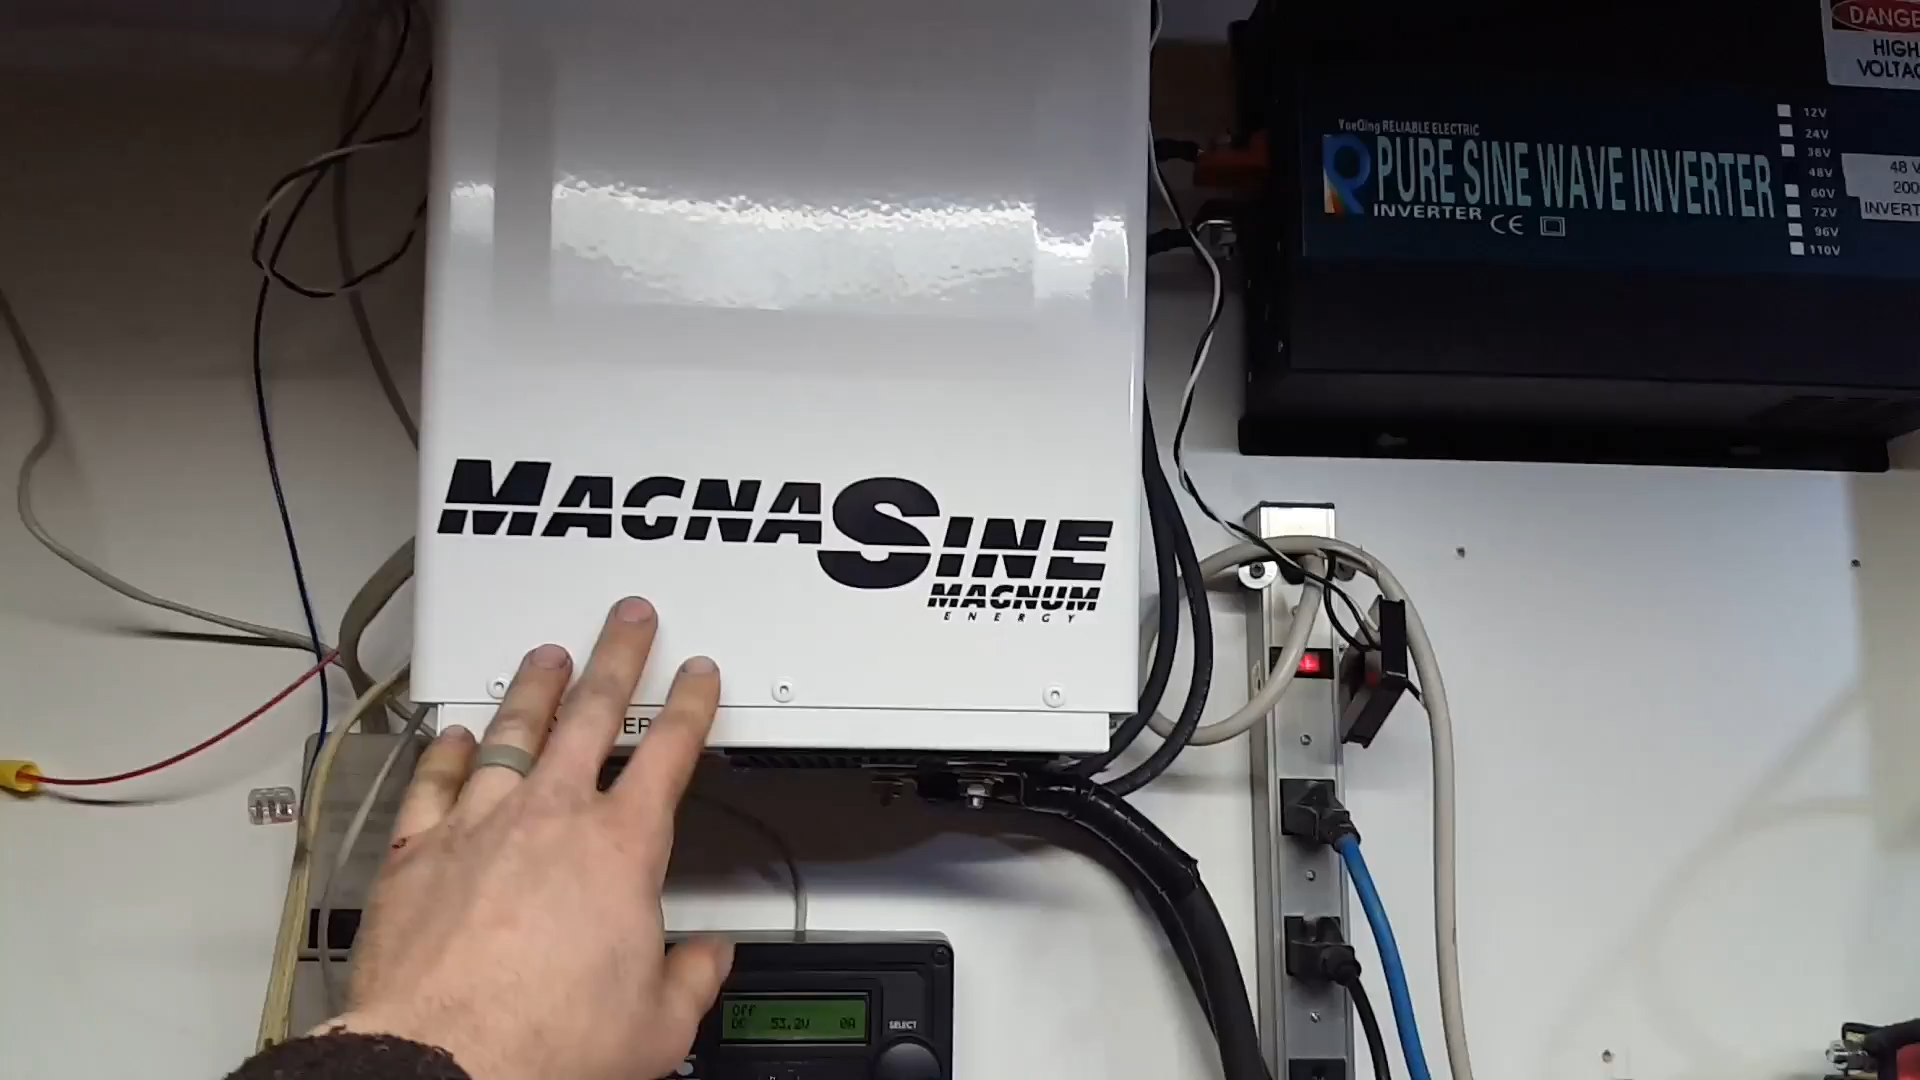 MAGNASINE
MAGNUM
ENERGY
DANGE
HIGH
VOLTAG
YueQing RELIABLE ELECTRIC
PURE SINE WAVE INVERTER
INVERTER CE
12V
24V
36V
48V
60V
72V
96V
110V
48 V
200
INVERT
ER
Off
DC 53.2V 0A
SELECT